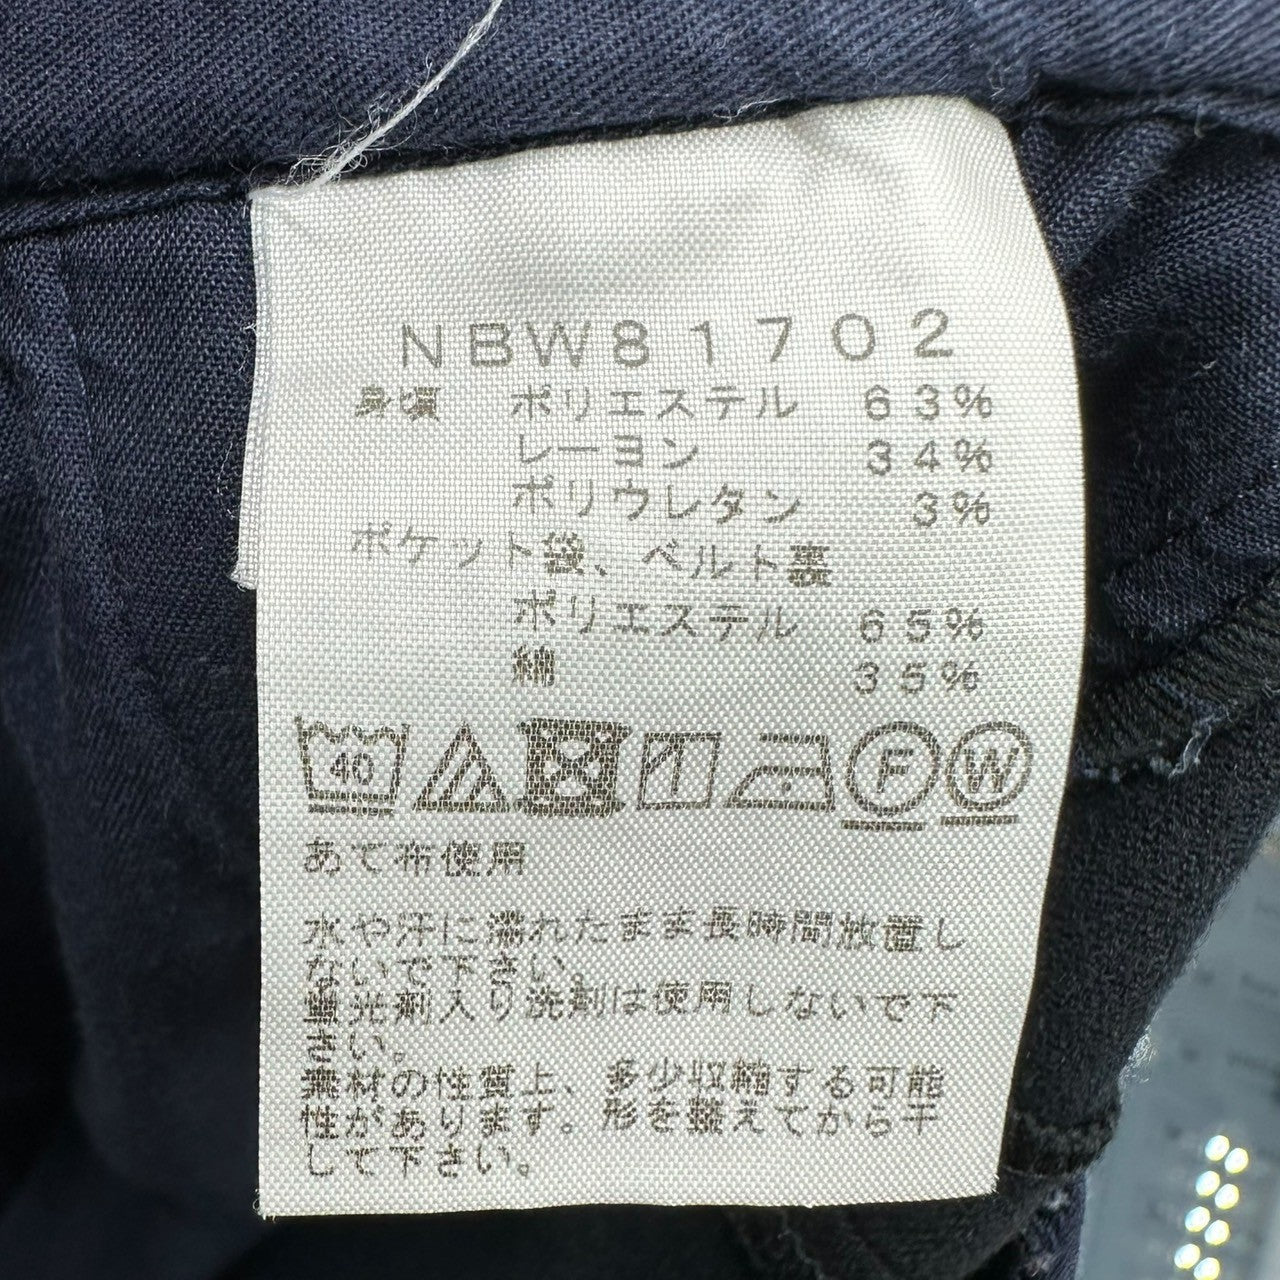 NBW81702
身頃 ポリエステル 63%
レーヨン 34%
ポリウレタン 3%
ポケット袋、ベルト裏
ポリエステル 65%
綿 35%
40 F W
あて布使用
水や汗に濡れたまま長時間放置し
ないで下さい。
蛍光剤入り洗剤は使用しないで下
さい。
素材の性質上、多少収縮する可能
性があります。形を整えてから干
して下さい。